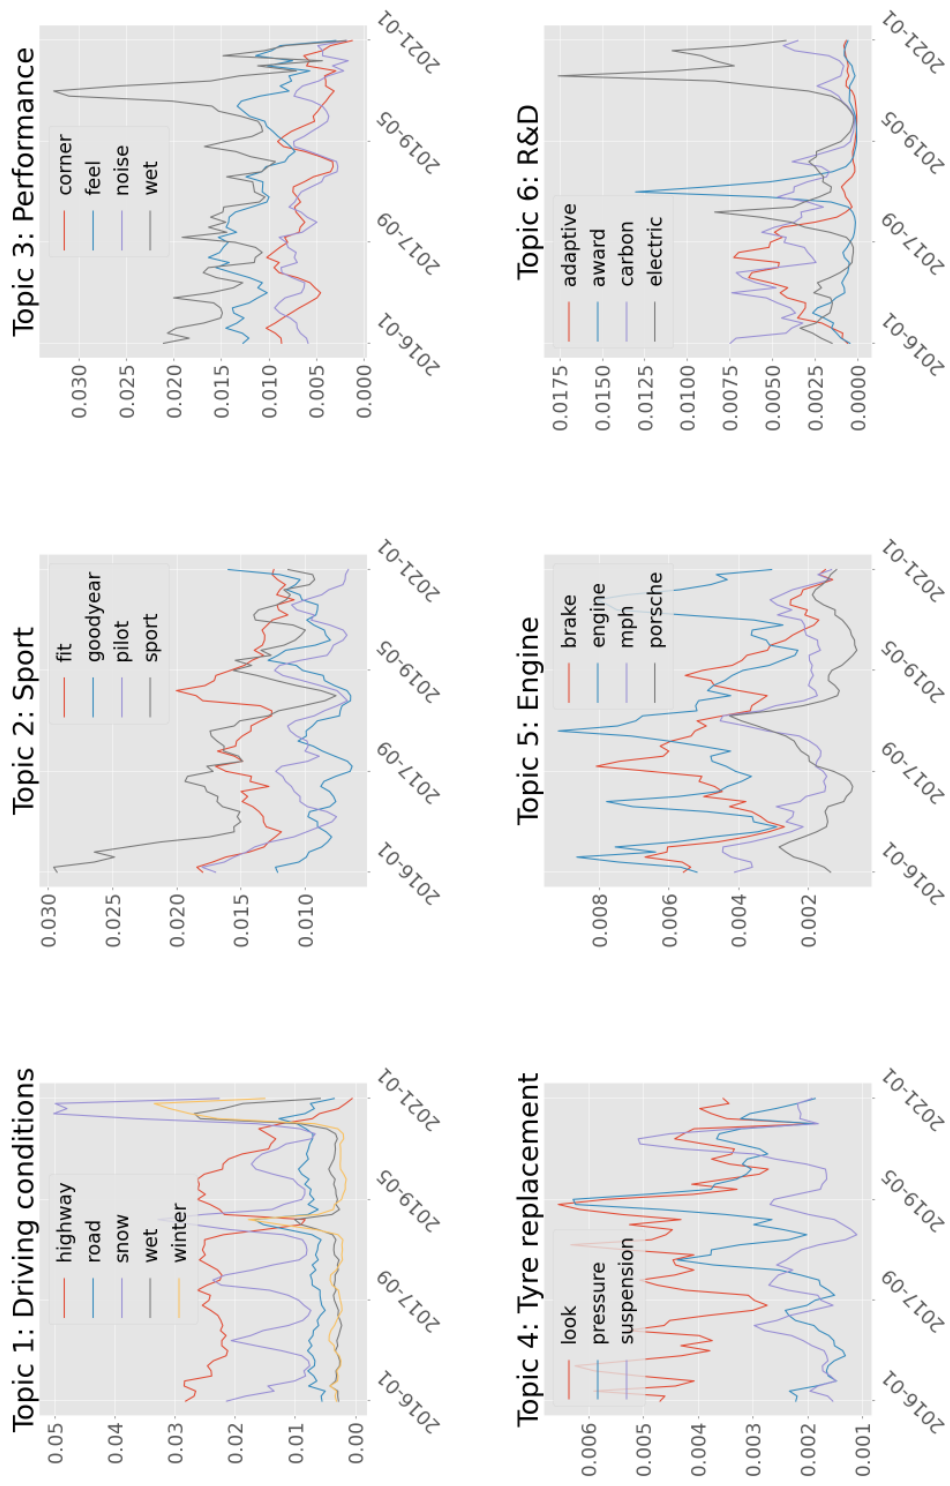 Topic 1: Driving conditions
0.05
0.04
0.03
0.02
0.01
0.00
highway
road
snow
wet
winter
2016-01
2017-09
2019-05
2021-01
Topic 2: Sport
0.030
0.025
0.020
0.015
0.010
fit
goodyear
pilot
sport
2016-01
2017-09
2019-05
2021-01
Topic 3: Performance
0.030
0.025
0.020
0.015
0.010
0.005
0.000
corner
feel
noise
wet
2016-01
2017-09
2019-05
2021-01
Topic 4: Tyre replacement
0.006
0.005
0.004
0.003
0.002
0.001
look
pressure
suspension
2016-01
2017-09
2019-05
2021-01
Topic 5: Engine
0.008
0.006
0.004
0.002
brake
engine
mph
porsche
2016-01
2017-09
2019-05
2021-01
Topic 6: R&D
0.0175
0.0150
0.0125
0.0100
0.0075
0.0050
0.0025
0.0000
adaptive
award
carbon
electric
2016-01
2017-09
2019-05
2021-01